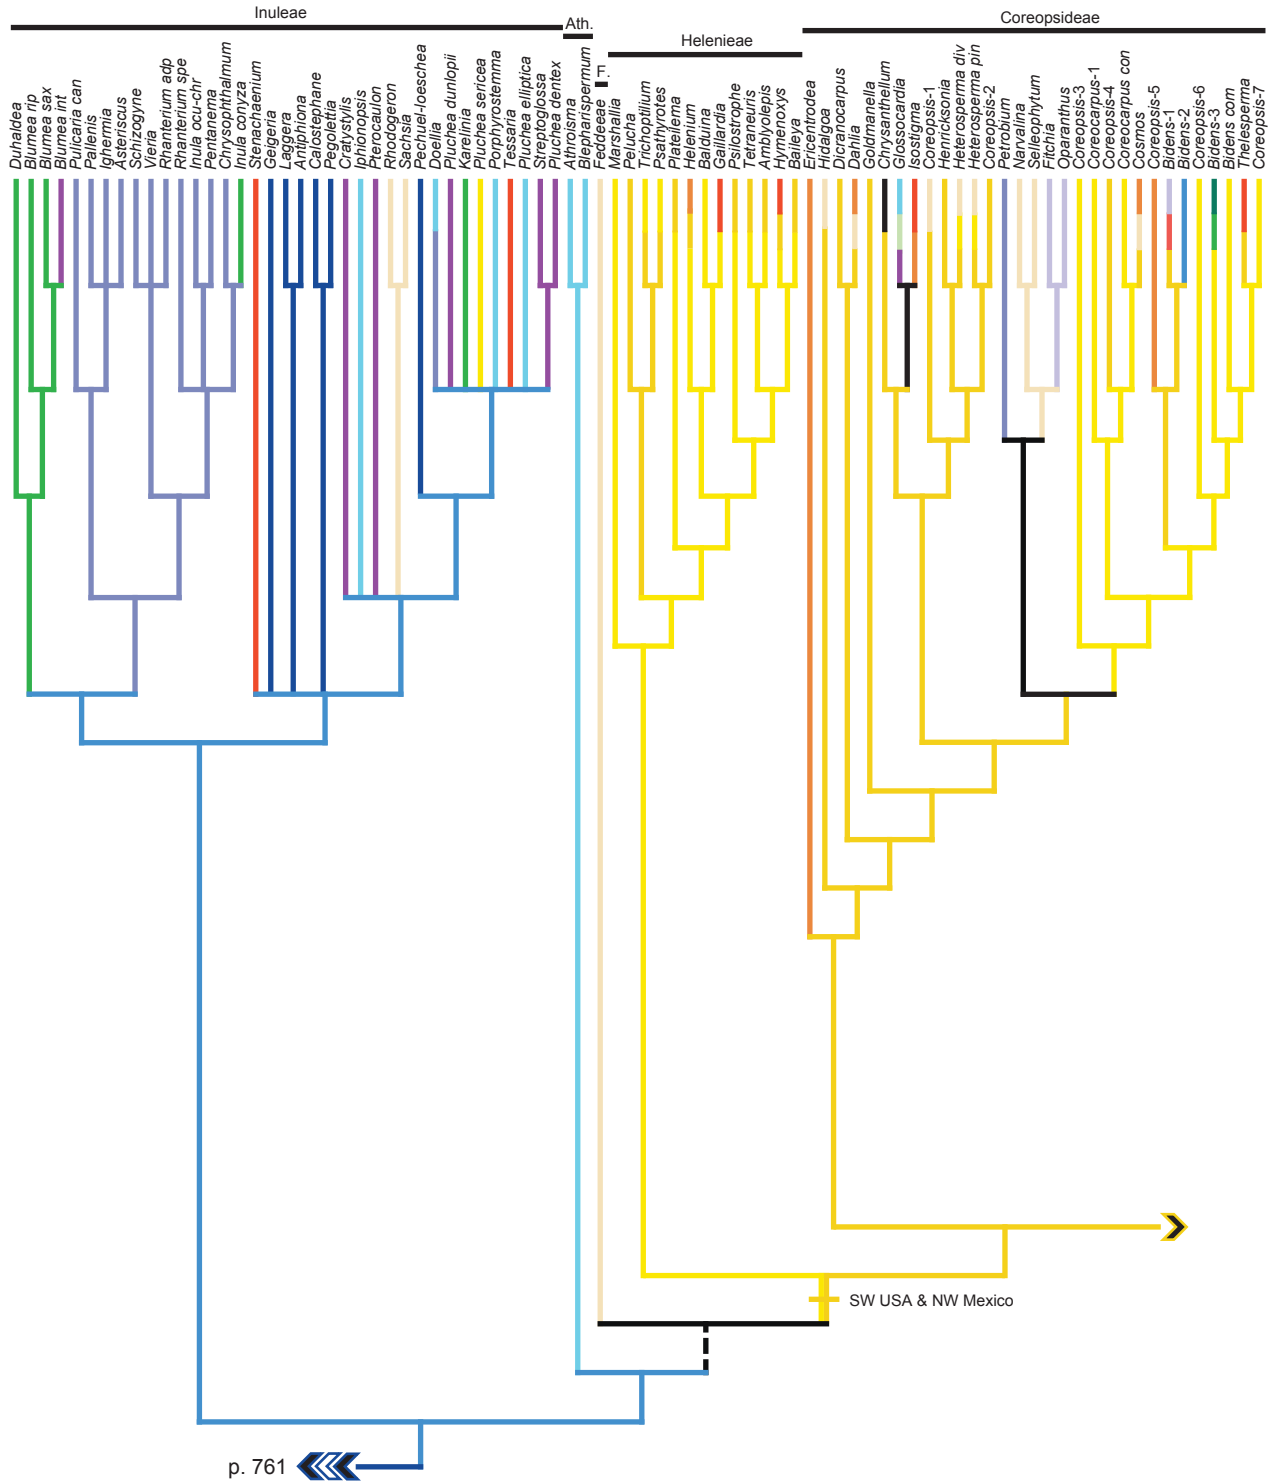 Inuleae
Ath.
F.
Helenieae
Coreopsideae
Duhaldea
Blumea rip
Blumea sax
Blumea int
Pulicaria can
Pallenis
Ighermia
Asteriscus
Schizogyne
Vieria
Rhanterium adp
Rhanterium spe
Inula ocu-chr
Pentanema
Chrysophthalmum
Inula conyza
Stenachaenium
Geigeria
Laggera
Antiphiona
Calostephane
Pegolettia
Cratystylis
Iphionopsis
Pterocaulon
Rhodogeron
Sachsia
Pechuel-loeschea
Doellia
Pluchea dunlopii
Karelinia
Pluchea sericea
Porphyrostemma
Tessaria
Pluchea elliptica
Streptoglossa
Pluchea dentex
Athroisma
Blepharispermum
Feddeeae
Marshallia
Pelucha
Trichoptilium
Psathyrotes
Plateilema
Helenium
Balduina
Gaillardia
Psilostrophe
Tetraneuris
Amblyolepis
Hymenoxys
Baileya
Ericentrodea
Hidalgoa
Dicranocarpus
Dahlia
Goldmanella
Chrysanthellum
Glossocardia
Isostigma
Coreopsis-1
Henricksonia
Heterosperma div
Heterosperma pin
Coreopsis-2
Petrobium
Narvalina
Selleophytum
Fitchia
Oparanthus
Coreopsis-3
Coreocarpus-1
Coreopsis-4
Coreocarpus con
Cosmos
Coreopsis-5
Bidens-1
Bidens-2
Coreopsis-6
Bidens-3
Bidens com
Thelesperma
Coreopsis-7
SW USA & NW Mexico
p. 761